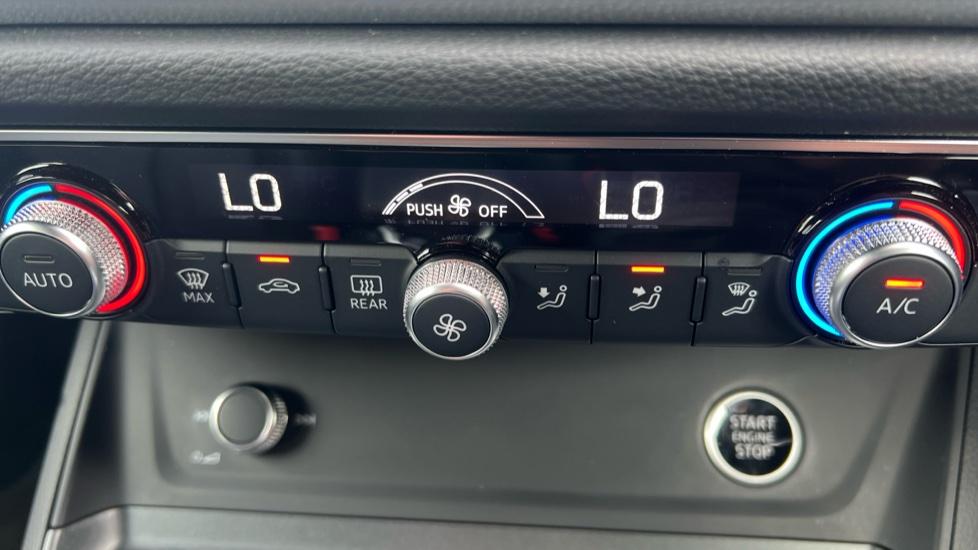 LO PUSH OFF LO
AUTO MAX REAR A/C
START
ENGINE
STOP